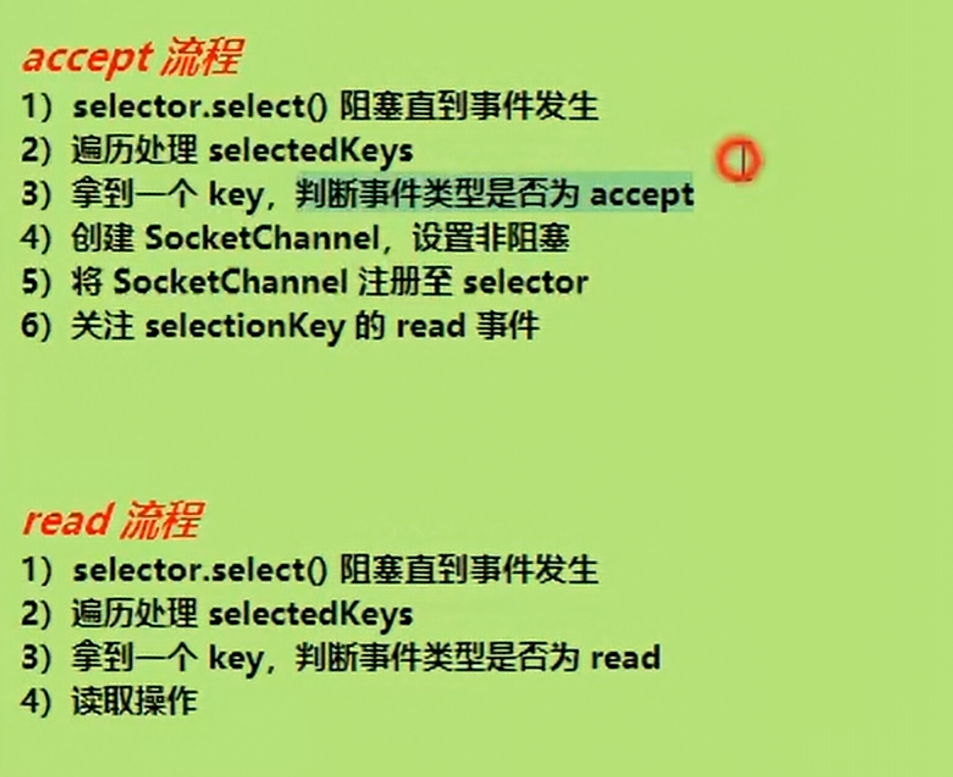 accept 流程
1）selector.select() 阻塞直到事件发生
2）遍历处理 selectedKeys
3）拿到一个 key，判断事件类型是否为 accept
4）创建 SocketChannel，设置非阻塞
5）将 SocketChannel 注册至 selector
6）关注 selectionKey 的 read 事件
read 流程
1）selector.select() 阻塞直到事件发生
2）遍历处理 selectedKeys
3）拿到一个 key，判断事件类型是否为 read
4）读取操作